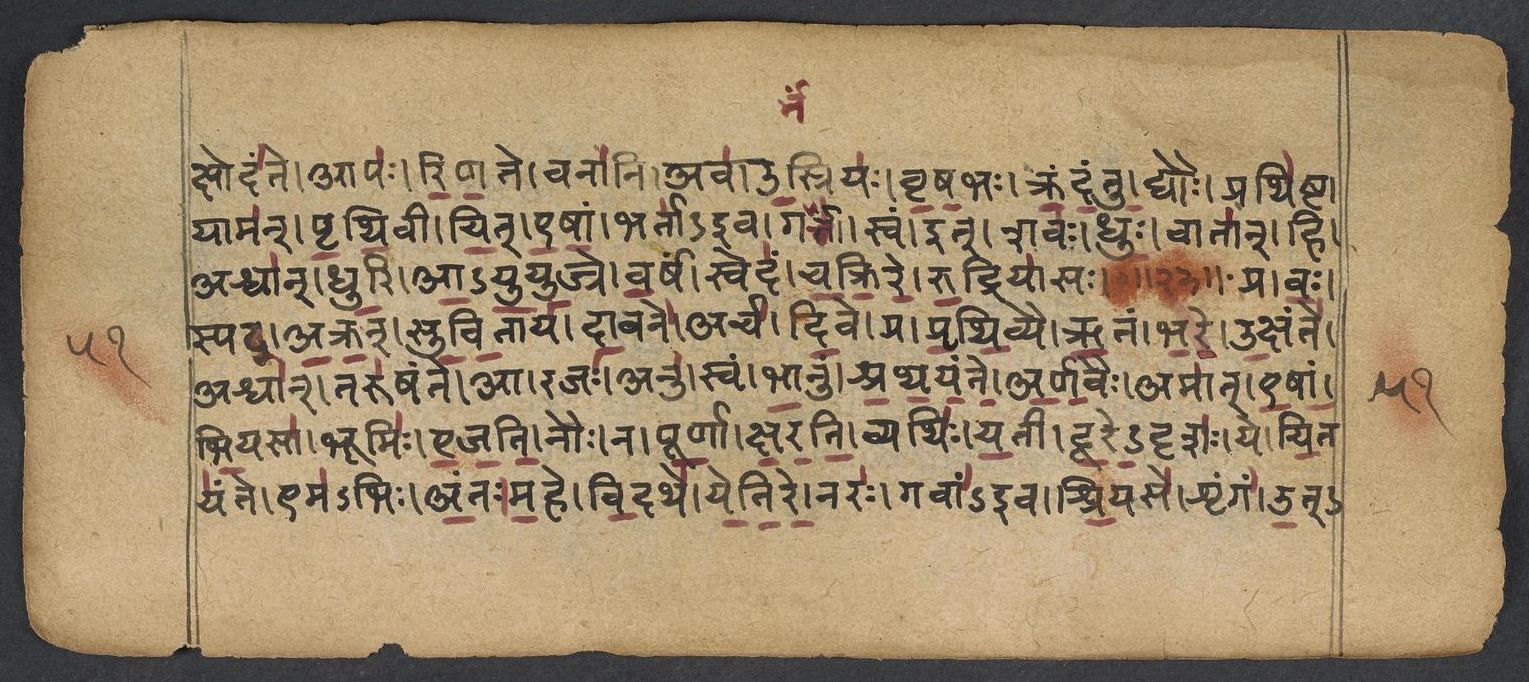 र्न
क्षोदंते।आपः।रिणते।वनानि।अव।उस्रियः।वृषभः।क्रंदतु।द्यौः।प्रथिष्ट।
यामन्।पृथिवी।चित्।एषां।भर्ताऽइव।गर्भं।स्वं।इत्।शवः।धुः।वातान्।हि।
अश्वान्।धुरि।आऽयुयुज्रे।वर्षं।स्वेदं।चक्रिरे।रुद्रियासः।प्र।वः।
स्पट्।अक्रन्।सुविताय।दावने।अर्च।दिवे।प्र।पृथिव्यै।ऋतं।भरे।उक्षंते।
५१
अश्वान्।तरुषंते।आ।रजः।अनु।स्वं।भानुं।श्रथयंते।अर्णवैः।अमात्।एषां।
५१
भियसा।भूमिः।एजति।नौः।न।पूर्णा।क्षरति।व्यथिः।यती।दूरेऽदृशः।ये।चित
यंते।एमऽभिः।अंतः।महे।विदथे।येतिरे।नरः।गवांऽइव।श्रियसे।शृंगं।उत्ऽ